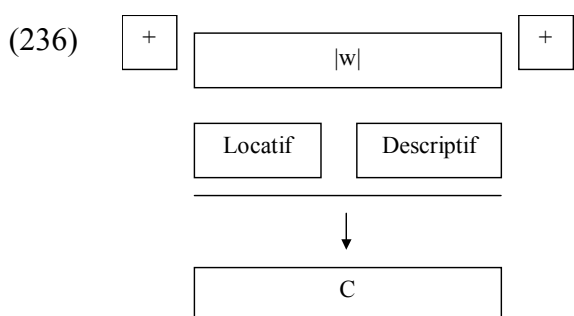 (236) + |w| +
Locatif Descriptif
C